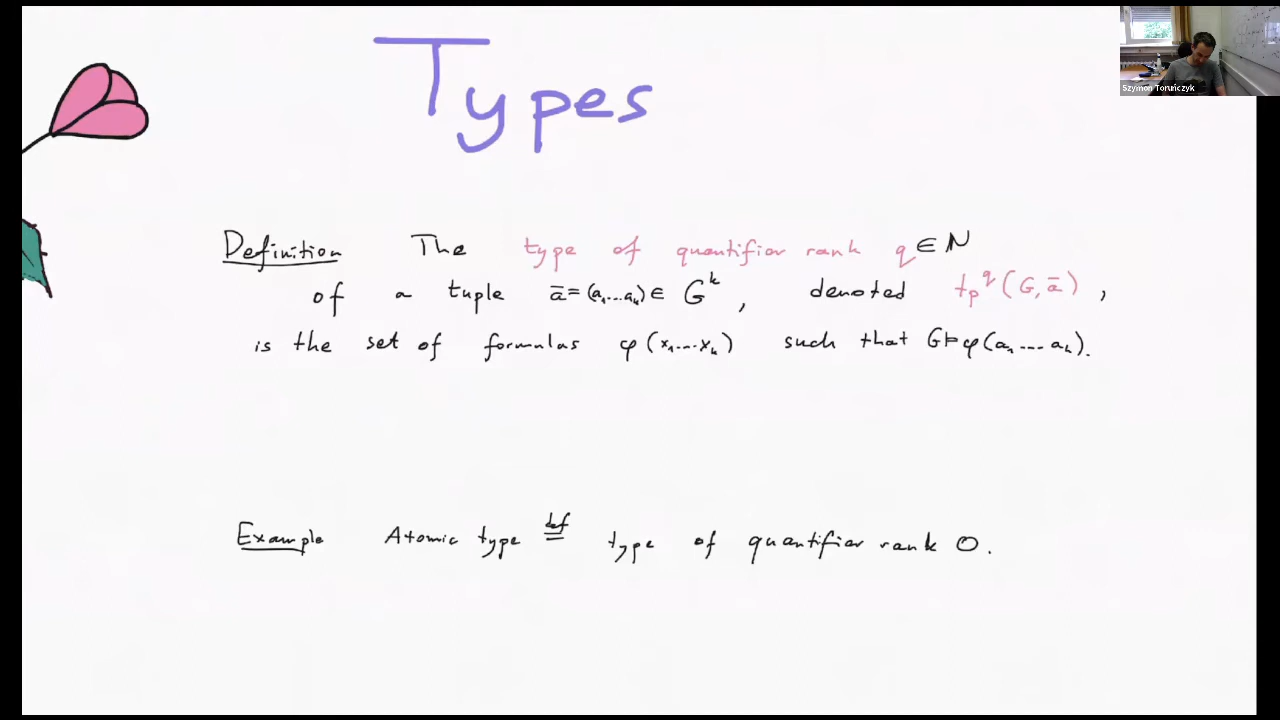 Types
Szymon Toruńczyk
Definition The type of quantifier rank q ∈ N
of a tuple ā = (a₁...aₖ) ∈ Gᵏ, denoted tp^q(G, ā),
is the set of formulas φ(x₁...xₖ) such that G ⊨ φ(a₁...aₖ).
Example Atomic type ≝ type of quantifier rank 0.